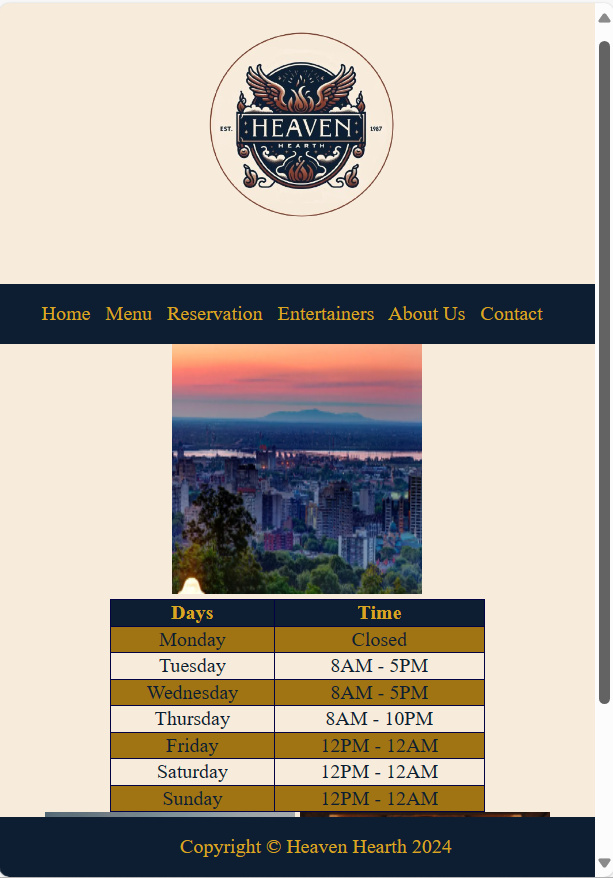 EST. HEAVEN 1987
HEARTH
Home Menu Reservation Entertainers About Us Contact
Days Time
Monday Closed
Tuesday 8AM - 5PM
Wednesday 8AM - 5PM
Thursday 8AM - 10PM
Friday 12PM - 12AM
Saturday 12PM - 12AM
Sunday 12PM - 12AM
Copyright © Heaven Hearth 2024